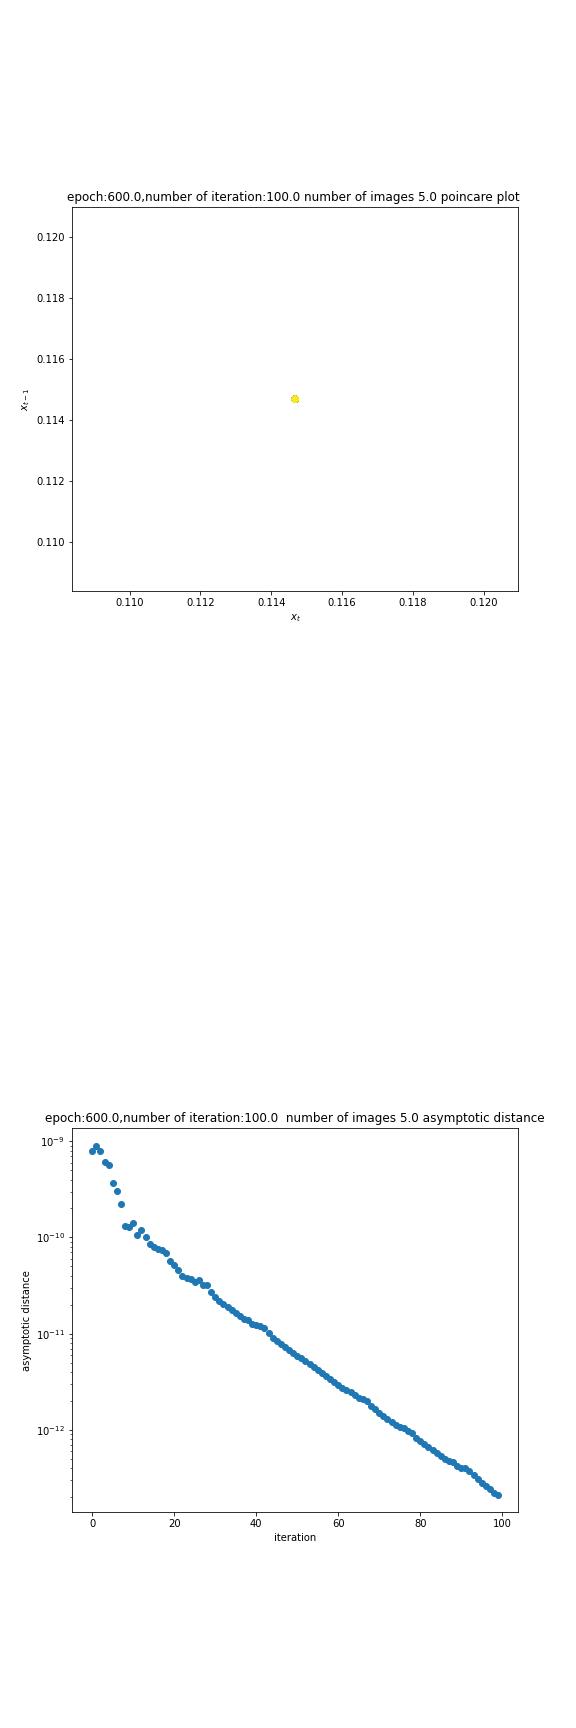 epoch:600.0,number of iteration:100.0 number of images 5.0 poincare plot
0.120
0.118
0.116
0.114
0.112
0.110
x_{t-1}
0.110 0.112 0.114 0.116 0.118 0.120
x_t
epoch:600.0,number of iteration:100.0  number of images 5.0 asymptotic distance
10^{-9}
10^{-10}
10^{-11}
10^{-12}
asymptotic distance
0 20 40 60 80 100
iteration